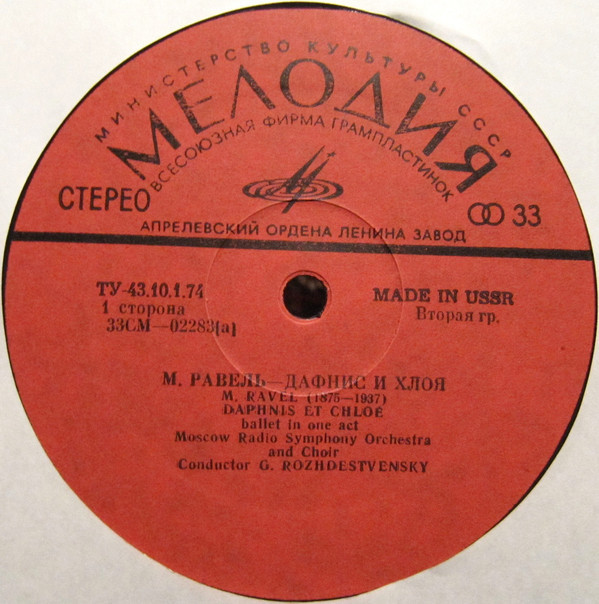 МИНИСТЕРСТВО КУЛЬТУРЫ СССР
МЕЛОДИЯ
ВСЕСОЮЗНАЯ ФИРМА ГРАМПЛАСТИНОК
СТЕРЕО
33
АПРЕЛЕВСКИЙ ОРДЕНА ЛЕНИНА ЗАВОД
ТУ-43.10.1.74
1 сторона
33СМ—02283(а)
MADE IN USSR
Вторая гр.
М. РАВЕЛЬ—ДАФНИС И ХЛОЯ
M. RAVEL (1875—1937)
DAPHNIS ET CHLOÉ
ballet in one act
Moscow Radio Symphony Orchestra
and Choir
Conductor G. ROZHDESTVENSKY